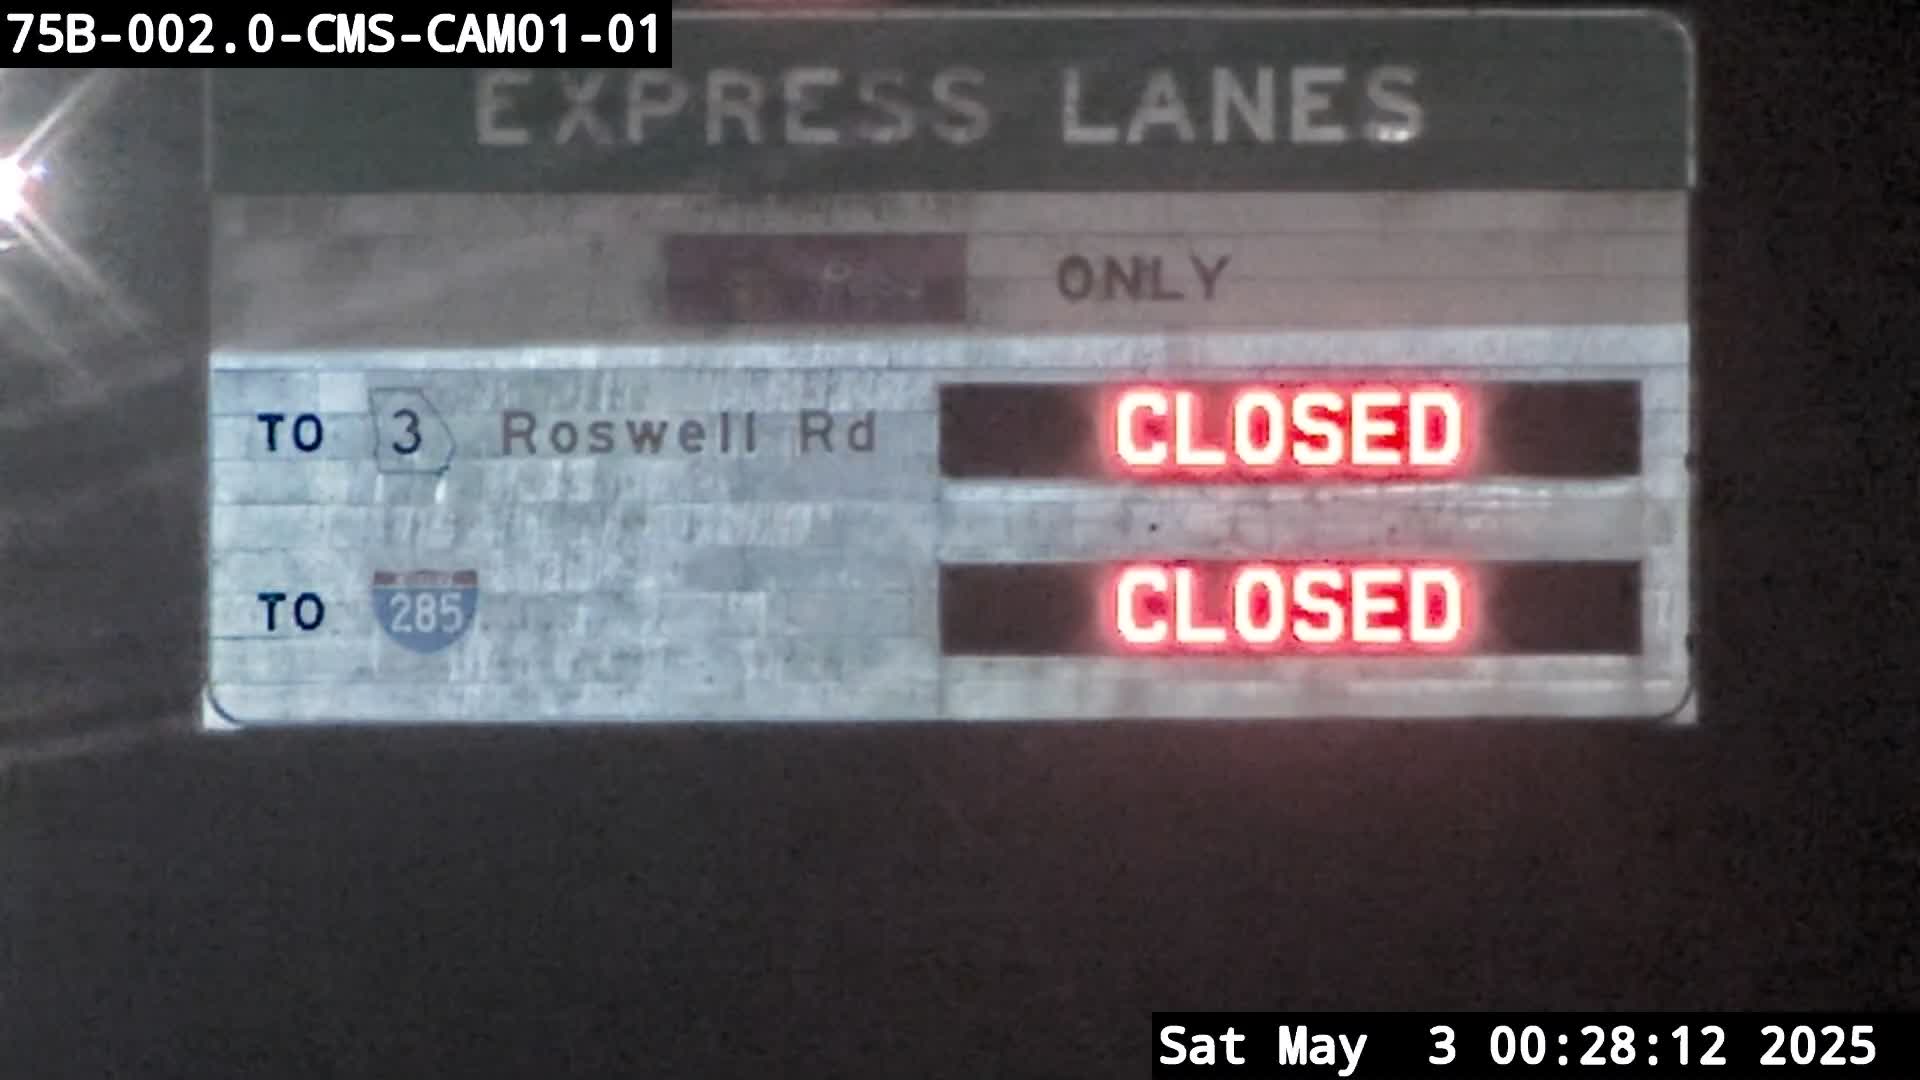 75B-002.0-CMS-CAM01-01
EXPRESS LANES
ONLY
TO 3 Roswell Rd CLOSED
TO 285 CLOSED
Sat May 3 00:28:12 2025